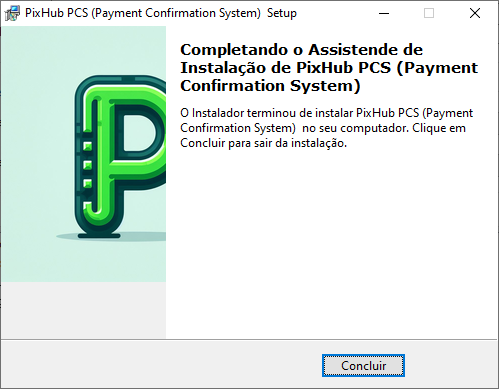 PixHub PCS (Payment Confirmation System) Setup
Completando o Assistende de
Instalação de PixHub PCS (Payment
Confirmation System)
O Instalador terminou de instalar PixHub PCS (Payment
Confirmation System)  no seu computador. Clique em
Concluir para sair da instalação.
P
Concluir